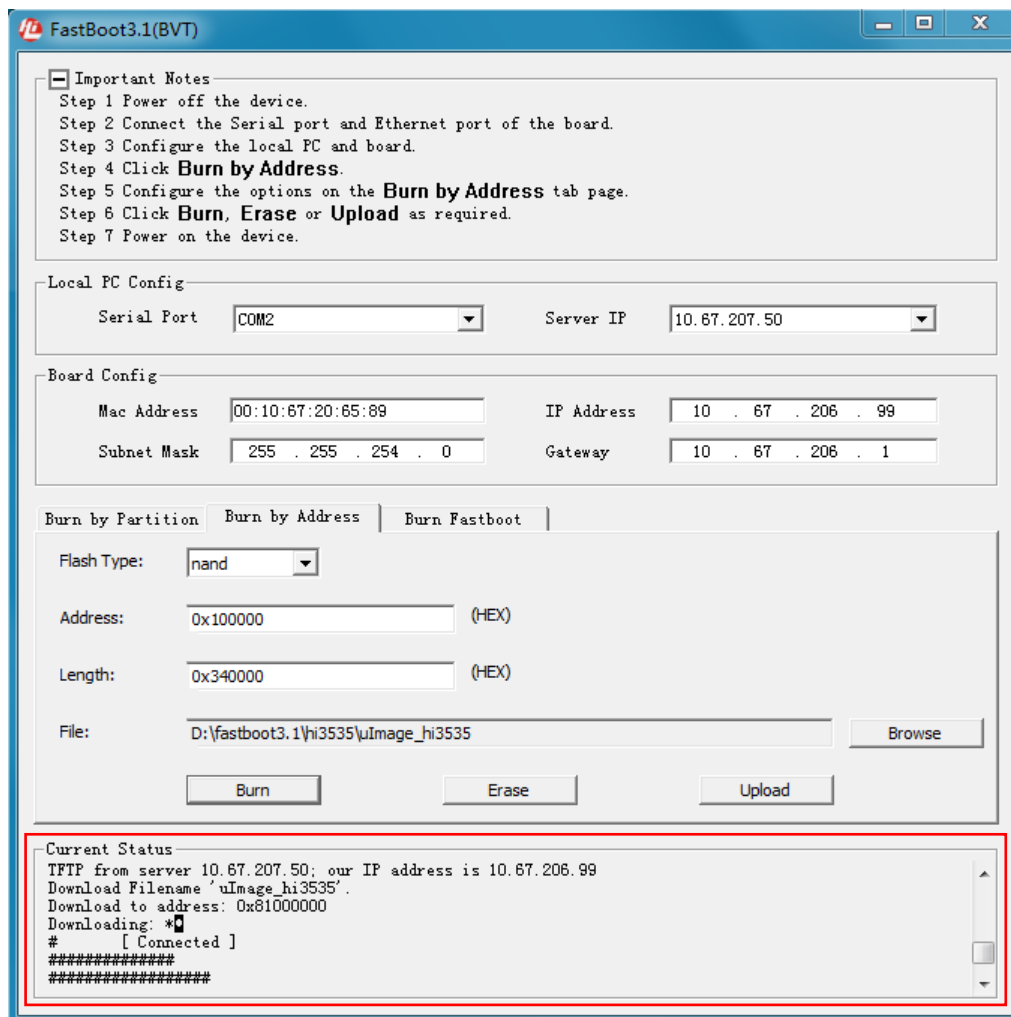 FastBoot3.1(BVT)
Important Notes
Step 1 Power off the device.
Step 2 Connect the Serial port and Ethernet port of the board.
Step 3 Configure the local PC and board.
Step 4 Click Burn by Address.
Step 5 Configure the options on the Burn by Address tab page.
Step 6 Click Burn, Erase or Upload as required.
Step 7 Power on the device.
Local PC Config
Serial Port COM2 Server IP 10.67.207.50
Board Config
Mac Address 00:10:67:20:65:89 IP Address 10 . 67 . 206 . 99
Subnet Mask 255 . 255 . 254 . 0 Gateway 10 . 67 . 206 . 1
Burn by Partition Burn by Address Burn Fastboot
Flash Type: nand
Address: 0x100000 (HEX)
Length: 0x340000 (HEX)
File: D:\fastboot3.1\hi3535\uImage_hi3535 Browse
Burn Erase Upload
Current Status
TFTP from server 10.67.207.50; our IP address is 10.67.206.99
Download Filename 'uImage_hi3535'.
Download to address: 0x81000000
Downloading: *◘
# [ Connected ]
##############
##################